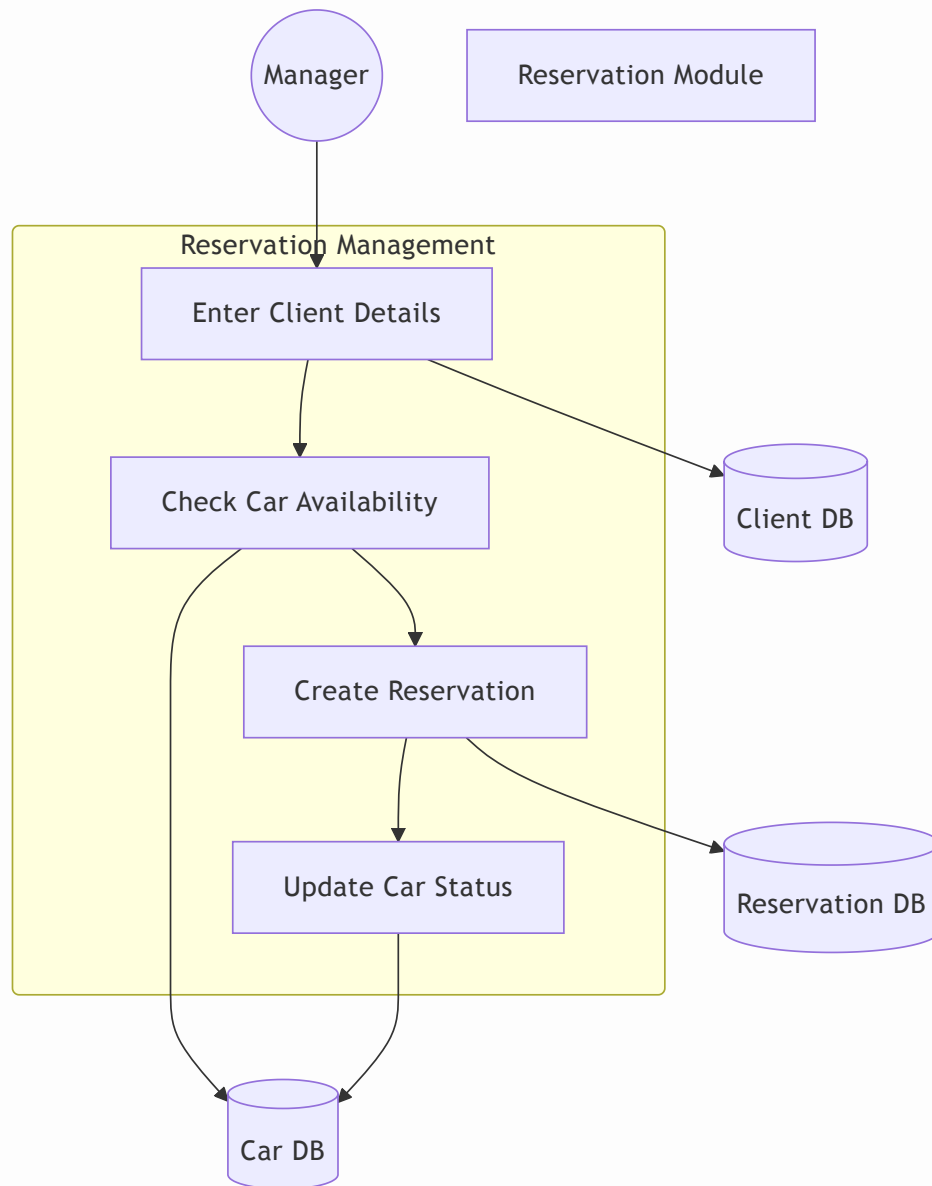 Manager
Reservation Module
Reservation Management
Enter Client Details
Check Car Availability
Client DB
Create Reservation
Update Car Status
Reservation DB
Car DB